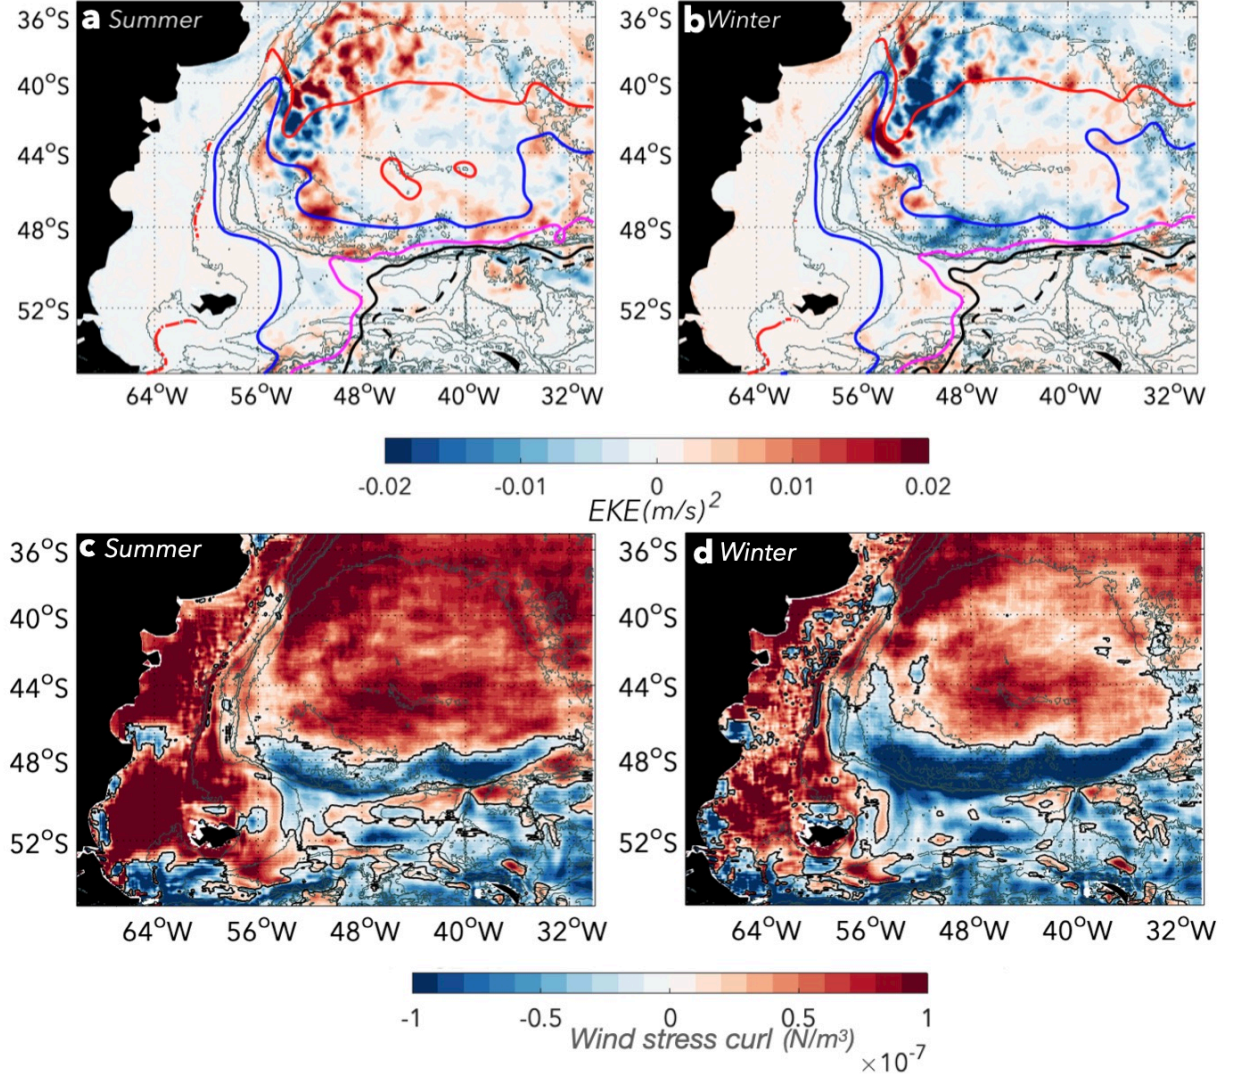 a Summer
b Winter
36°S
40°S
44°S
48°S
52°S
36°S
40°S
44°S
48°S
52°S
64°W 56°W 48°W 40°W 32°W
64°W 56°W 48°W 40°W 32°W
-0.02 -0.01 0 0.01 0.02
EKE(m/s)²
c Summer
d Winter
36°S
40°S
44°S
48°S
52°S
36°S
40°S
44°S
48°S
52°S
64°W 56°W 48°W 40°W 32°W
64°W 56°W 48°W 40°W 32°W
-1 -0.5 0 0.5 1
Wind stress curl (N/m³)
×10⁻⁷